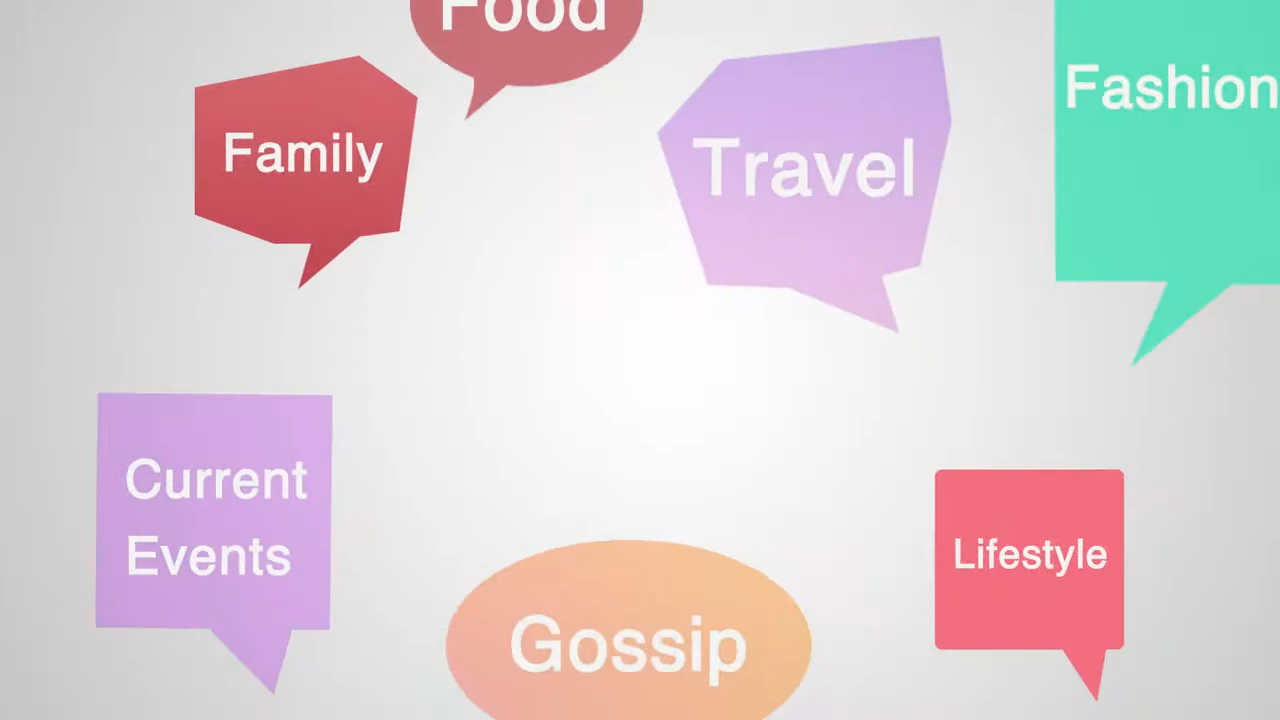 Food
Fashion
Family
Travel
Current
Events
Lifestyle
Gossip